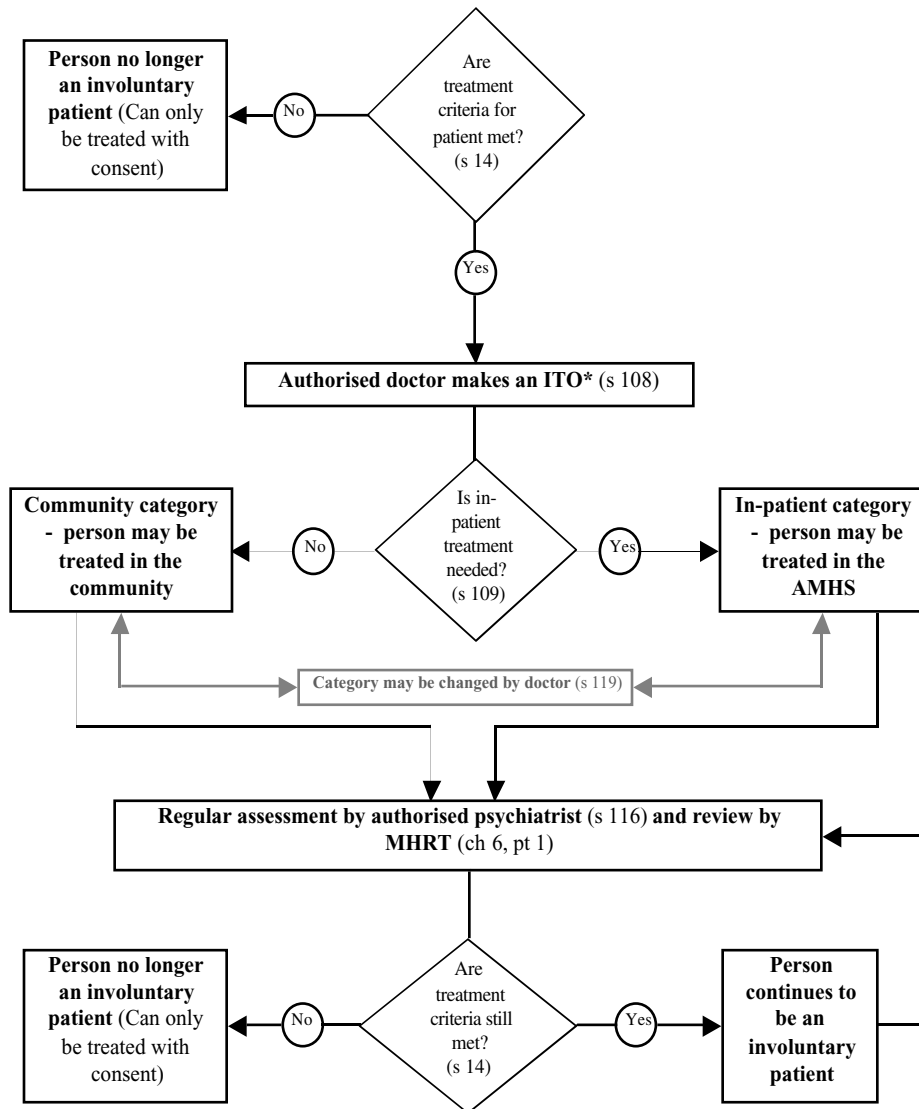 Person no longer
an involuntary
patient (Can only
be treated with
consent)
No
Are
treatment
criteria for
patient met?
(s 14)
Yes
Authorised doctor makes an ITO* (s 108)
Community category
- person may be
treated in the
community
No
Is in-
patient
treatment
needed?
(s 109)
Yes
In-patient category
- person may be
treated in the
AMHS
Category may be changed by doctor (s 119)
Regular assessment by authorised psychiatrist (s 116) and review by
MHRT (ch 6, pt 1)
Person no longer
an involuntary
patient (Can only
be treated with
consent)
No
Are
treatment
criteria still
met?
(s 14)
Yes
Person
continues to
be an
involuntary
patient